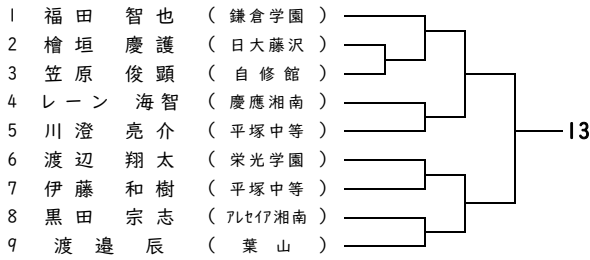 1 福田 智也 (鎌倉学園)
2 檜垣 慶護 (日大藤沢)
3 笠原 俊顕 (自修館)
4 レーン 海智 (慶應湘南)
5 川澄 亮介 (平塚中等)
6 渡辺 翔太 (栄光学園)
7 伊藤 和樹 (平塚中等)
8 黒田 宗志 (アレセイア湘南)
9 渡邉 辰 (葉山)
13